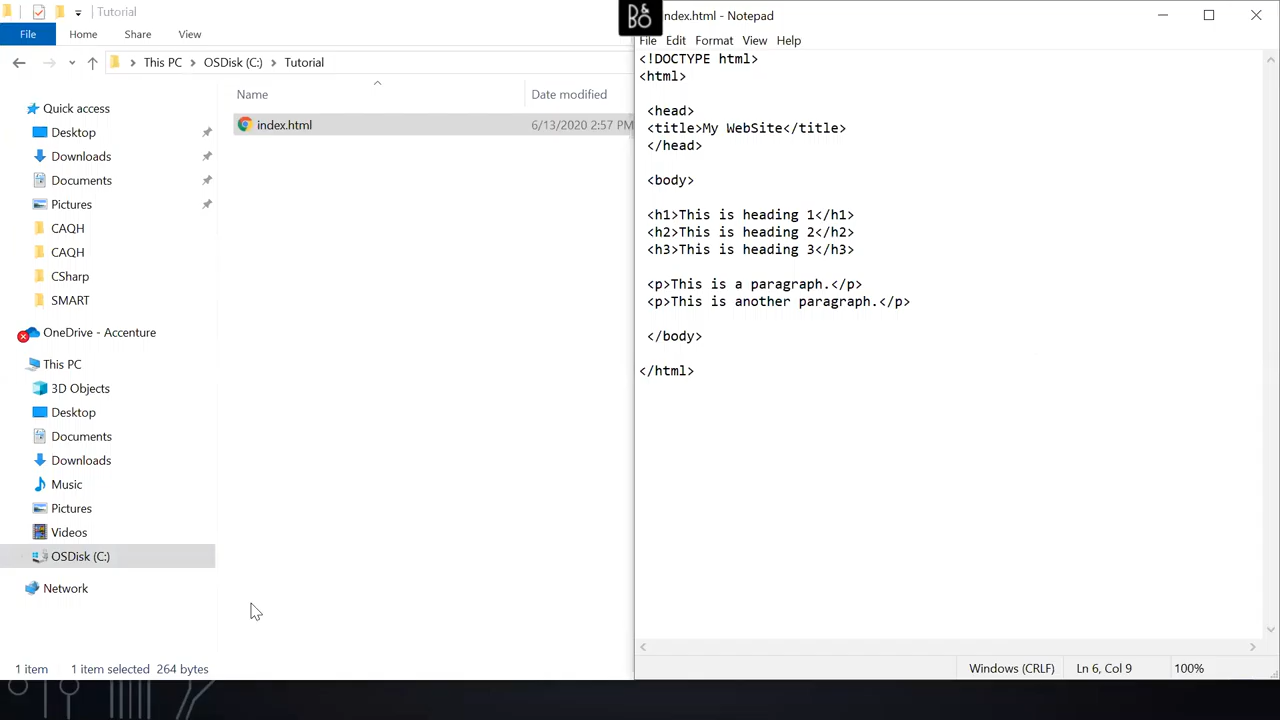 Tutorial
File Home Share View
This PC OSDisk (C:) Tutorial
Name Date modified
index.html 6/13/2020 2:57 PM
Quick access
Desktop
Downloads
Documents
Pictures
CAQH
CAQH
CSharp
SMART
OneDrive - Accenture
This PC
3D Objects
Desktop
Documents
Downloads
Music
Pictures
Videos
OSDisk (C:)
Network
1 item 1 item selected 264 bytes
B&O
index.html - Notepad
File Edit Format View Help
<!DOCTYPE html>
<html>
<head>
<title>My WebSite</title>
</head>
<body>
<h1>This is heading 1</h1>
<h2>This is heading 2</h2>
<h3>This is heading 3</h3>
<p>This is a paragraph.</p>
<p>This is another paragraph.</p>
</body>
</html>
Windows (CRLF) Ln 6, Col 9 100%